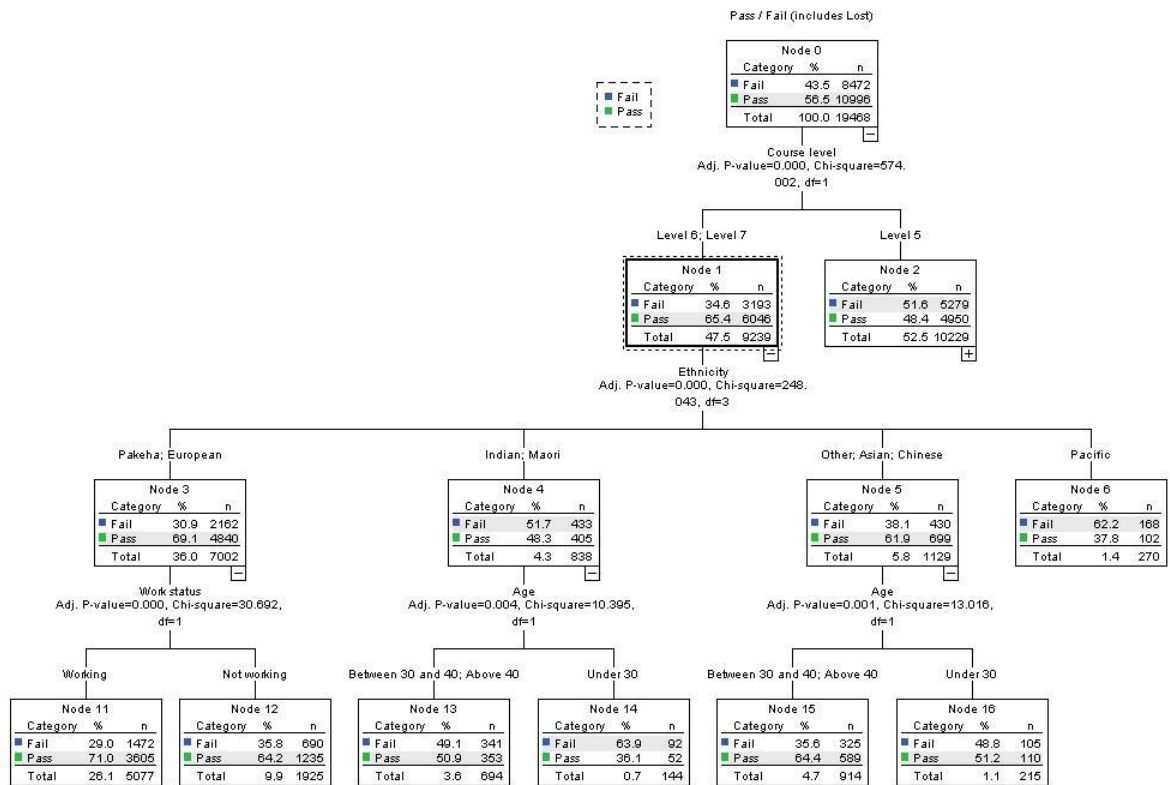 Pass / Fail (includes Lost)
Node 0
Category % n
Fail 43.5 8472
Pass 56.5 10996
Total 100.0 19468
Fail
Pass
Course level
Adj. P-value=0.000, Chi-square=574.
002, df=1
Level 6; Level 7
Level 5
Node 1
Category % n
Fail 34.6 3193
Pass 65.4 6046
Total 47.5 9239
Node 2
Category % n
Fail 51.6 5279
Pass 48.4 4950
Total 52.5 10229
Ethnicity
Adj. P-value=0.000, Chi-square=248.
043, df=3
Pakeha; European
Indian; Maori
Other; Asian; Chinese
Pacific
Node 3
Category % n
Fail 30.9 2162
Pass 69.1 4840
Total 36.0 7002
Node 4
Category % n
Fail 51.7 433
Pass 48.3 405
Total 4.3 838
Node 5
Category % n
Fail 38.1 430
Pass 61.9 699
Total 5.8 1129
Node 6
Category % n
Fail 62.2 168
Pass 37.8 102
Total 1.4 270
Work status
Adj. P-value=0.000, Chi-square=30.692,
df=1
Age
Adj. P-value=0.004, Chi-square=10.395,
df=1
Age
Adj. P-value=0.001, Chi-square=13.016,
df=1
Working
Not working
Between 30 and 40; Above 40
Under 30
Between 30 and 40; Above 40
Under 30
Node 11
Category % n
Fail 29.0 1472
Pass 71.0 3605
Total 26.1 5077
Node 12
Category % n
Fail 35.8 690
Pass 64.2 1235
Total 9.9 1925
Node 13
Category % n
Fail 49.1 341
Pass 50.9 353
Total 3.6 694
Node 14
Category % n
Fail 63.9 92
Pass 36.1 52
Total 0.7 144
Node 15
Category % n
Fail 35.6 325
Pass 64.4 589
Total 4.7 914
Node 16
Category % n
Fail 48.8 105
Pass 51.2 110
Total 1.1 215